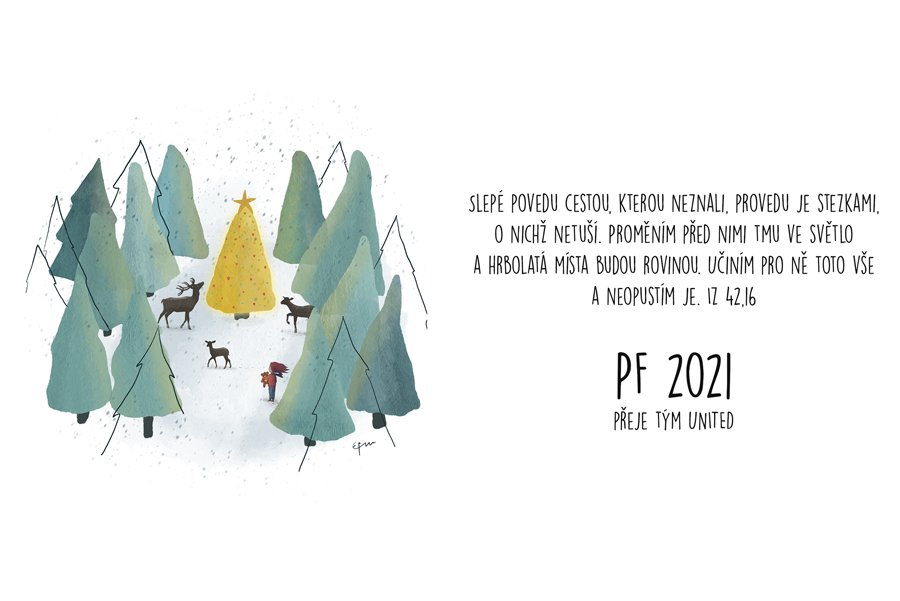 SLEPÉ POVEDU CESTOU, KTEROU NEZNALI, PROVEDU JE STEZKAMI,
O NICHŽ NETUŠÍ. PROMĚNÍM PŘED NIMI TMU VE SVĚTLO
A HRBOLATÁ MÍSTA BUDOU ROVINOU. UČINÍM PRO NĚ TOTO VŠE
A NEOPUSTÍM JE. IZ 42,16
PF 2021
PŘEJE TÝM UNITED